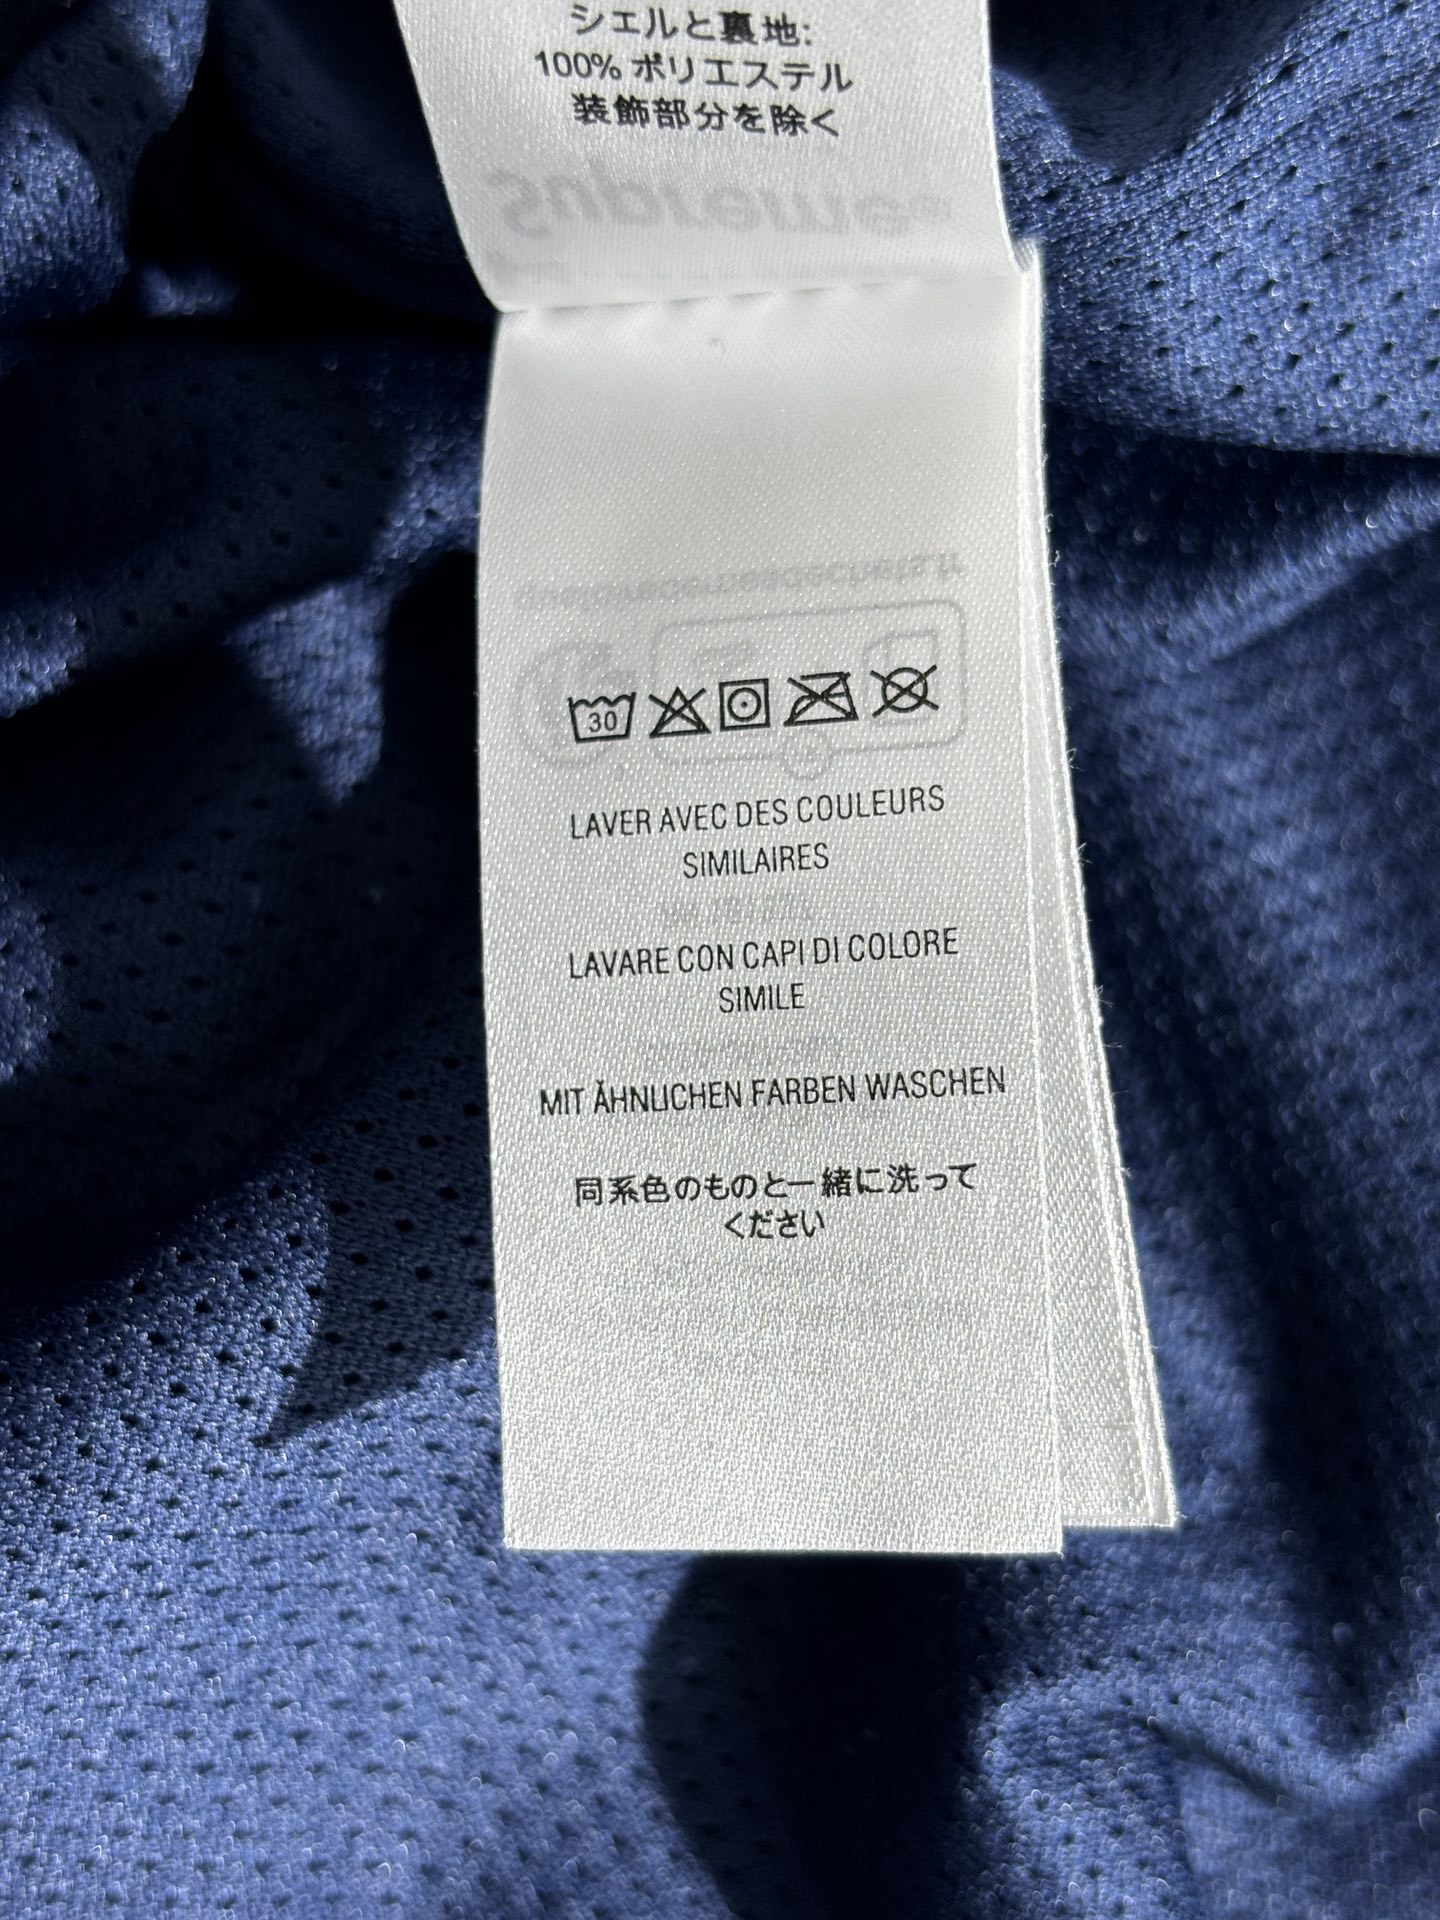 シェルと裏地:
100% ポリエステル
装飾部分を除く
Supreme
30
LAVER AVEC DES COULEURS
SIMILAIRES
LAVARE CON CAPI DI COLORE
SIMILE
MIT ÄHNLICHEN FARBEN WASCHEN
同系色のものと一緒に洗って
ください